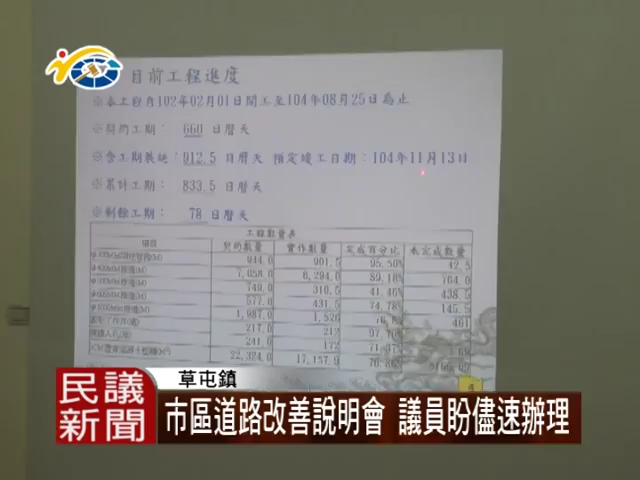 目前工程進度
※本工程自102年02月01日開工至104年08月25日為止
※契約工期： 660 日曆天
※含工期展延：912.5 日曆天 預定竣工日期：104年11月13日
※累計工期： 833.5 日曆天
※剩餘工期： 78 日曆天
工程數量表
項目 契約數量 實作數量 完成百分比 未完成數量
944.0 901.5 95.50% 42.5
7,058.0 6,294.0 89.18% 764.0
749.0 310.5 41.46% 438.5
577.0 431.5 74.78% 145.5
1,987.0 1,526 461
217.0 212
241.0 172
22,324.0 17,157.9
民議
新聞
草屯鎮
市區道路改善說明會 議員盼儘速辦理